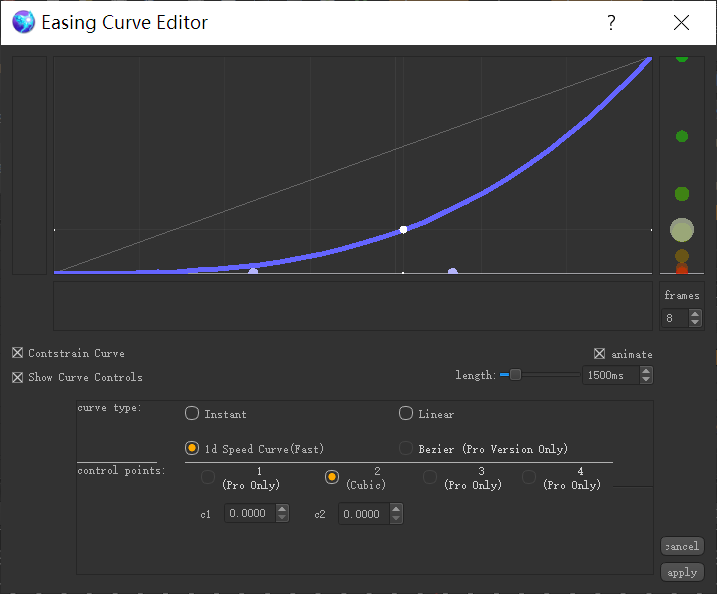 Easing Curve Editor
?
frames
8
Contstrain Curve
animate
Show Curve Controls
length:
1500ms
curve type:
Instant
Linear
1d Speed Curve(Fast)
Bezier (Pro Version Only)
control points:
1
(Pro Only)
2
(Cubic)
3
(Pro Only)
4
(Pro Only)
c1
0.0000
c2
0.0000
cancel
apply